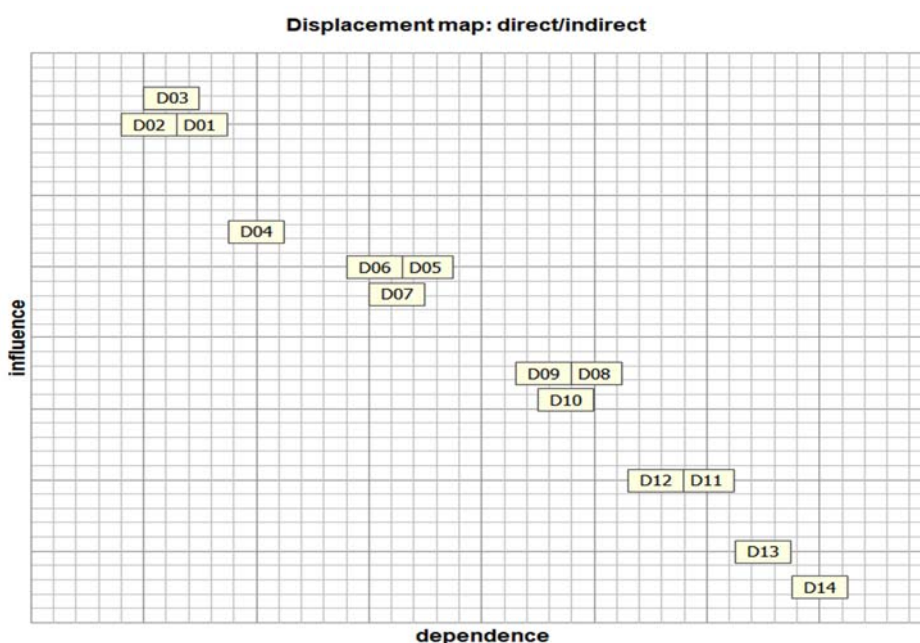 Displacement map: direct/indirect
D03
D02 D01
D04
D06 D05
D07
influence
D09 D08
D10
D12 D11
D13
D14
dependence